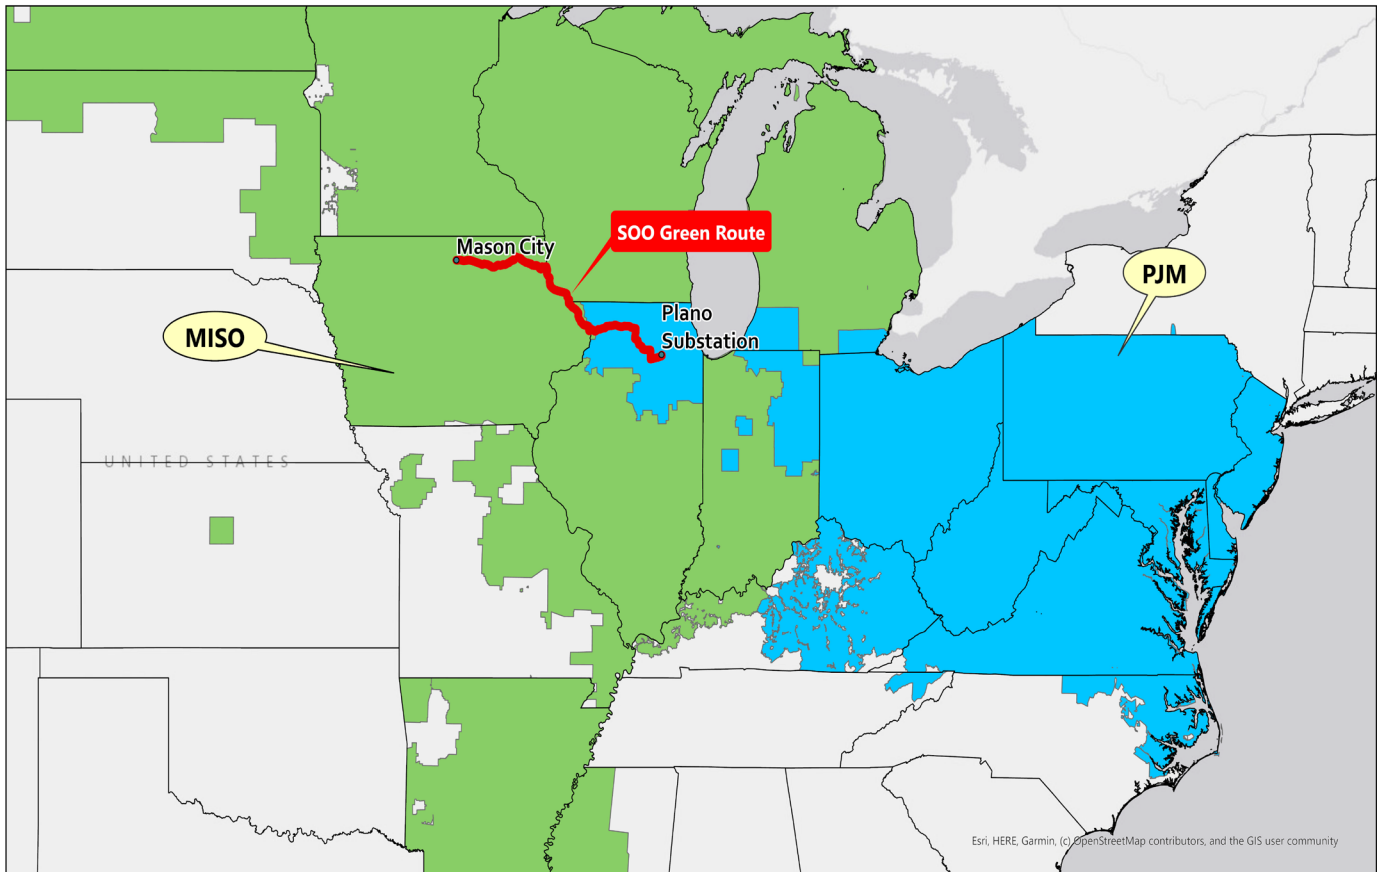 Mason City
SOO Green Route
PJM
Plano
Substation
MISO
UNITED STATES
Esri, HERE, Garmin, (c) OpenStreetMap contributors, and the GIS user community